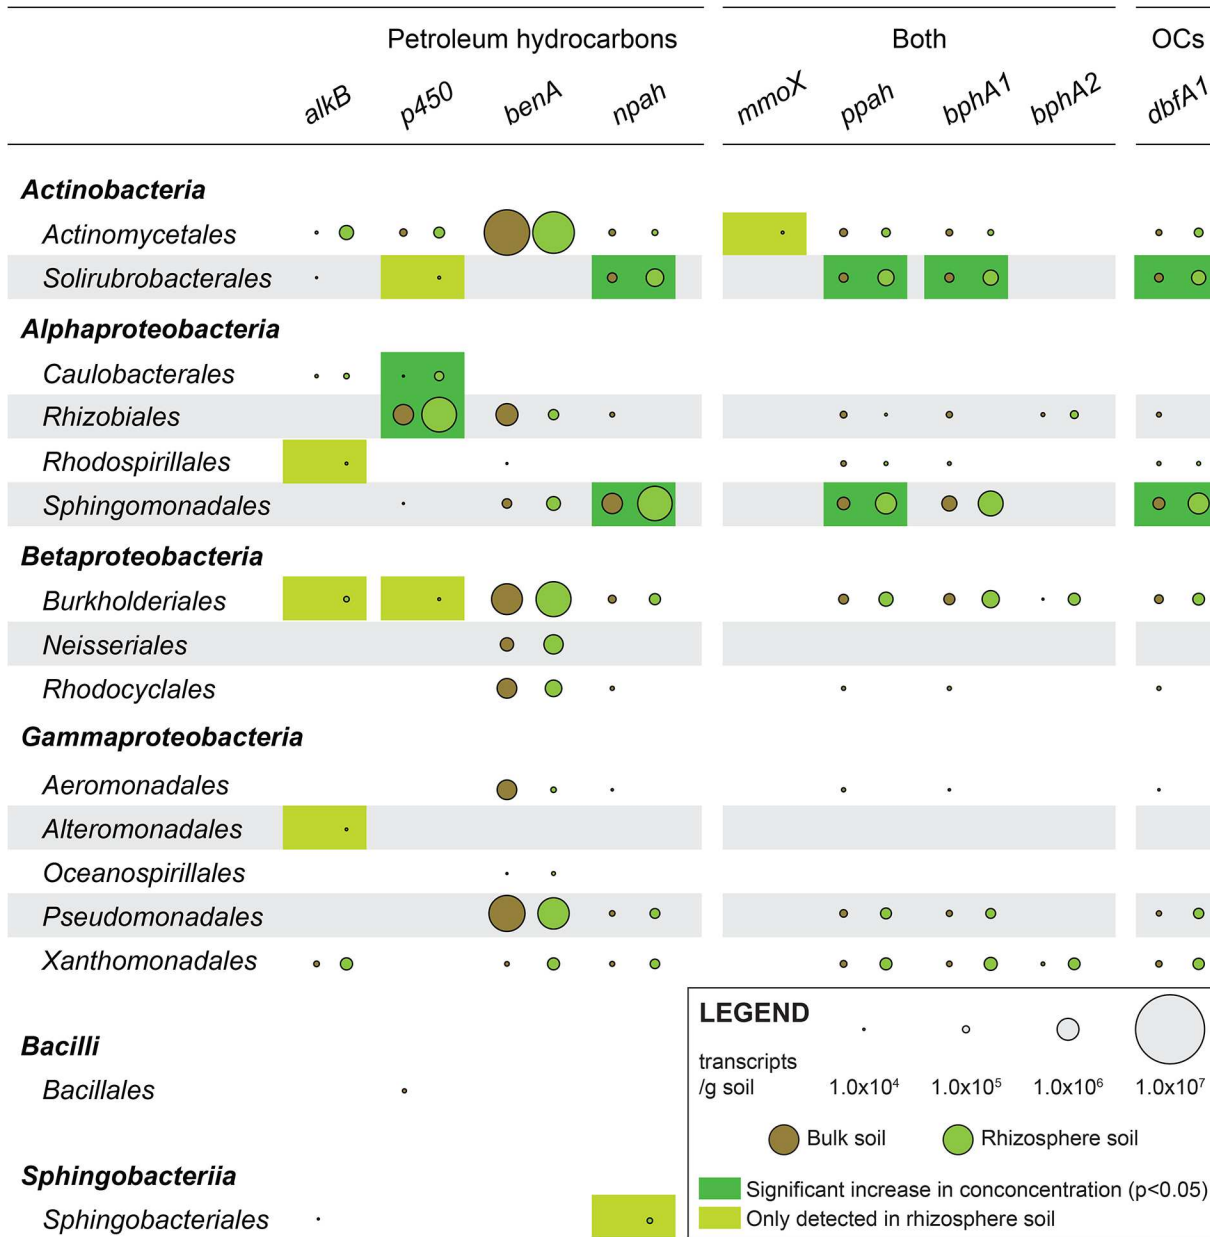 Petroleum hydrocarbons Both OCs
alkB p450 benA npah mmoX ppah bphA1 bphA2 dbfA1
Actinobacteria
Actinomycetales
Solirubrobacterales
Alphaproteobacteria
Caulobacterales
Rhizobiales
Rhodospirillales
Sphingomonadales
Betaproteobacteria
Burkholderiales
Neisseriales
Rhodocyclales
Gammaproteobacteria
Aeromonadales
Alteromonadales
Oceanospirillales
Pseudomonadales
Xanthomonadales
Bacilli
Bacillales
Sphingobacteriia
Sphingobacteriales
LEGEND
transcripts
/g soil 1.0x10⁴ 1.0x10⁵ 1.0x10⁶ 1.0x10⁷
Bulk soil Rhizosphere soil
Significant increase in conconcentration (p<0.05)
Only detected in rhizosphere soil